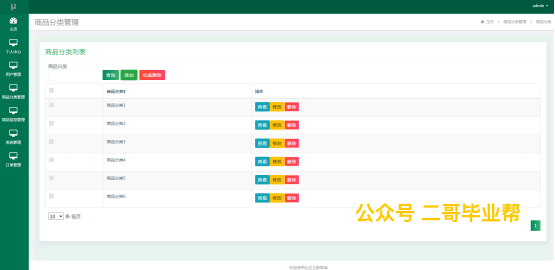 μ
admin
商品分类管理
主页 商品分类管理 商品分类
主页
个人中心
用户管理
商品分类管理
商品信息管理
系统管理
订单管理
商品分类列表
商品分类
查询 添加 批量删除
商品分类 操作
商品分类1 查看 修改 删除
商品分类2 查看 修改 删除
商品分类3 查看 修改 删除
商品分类4 查看 修改 删除
商品分类5 查看 修改 删除
商品分类6 查看 修改 删除
10 条 每页
公众号 二哥毕业帮
1